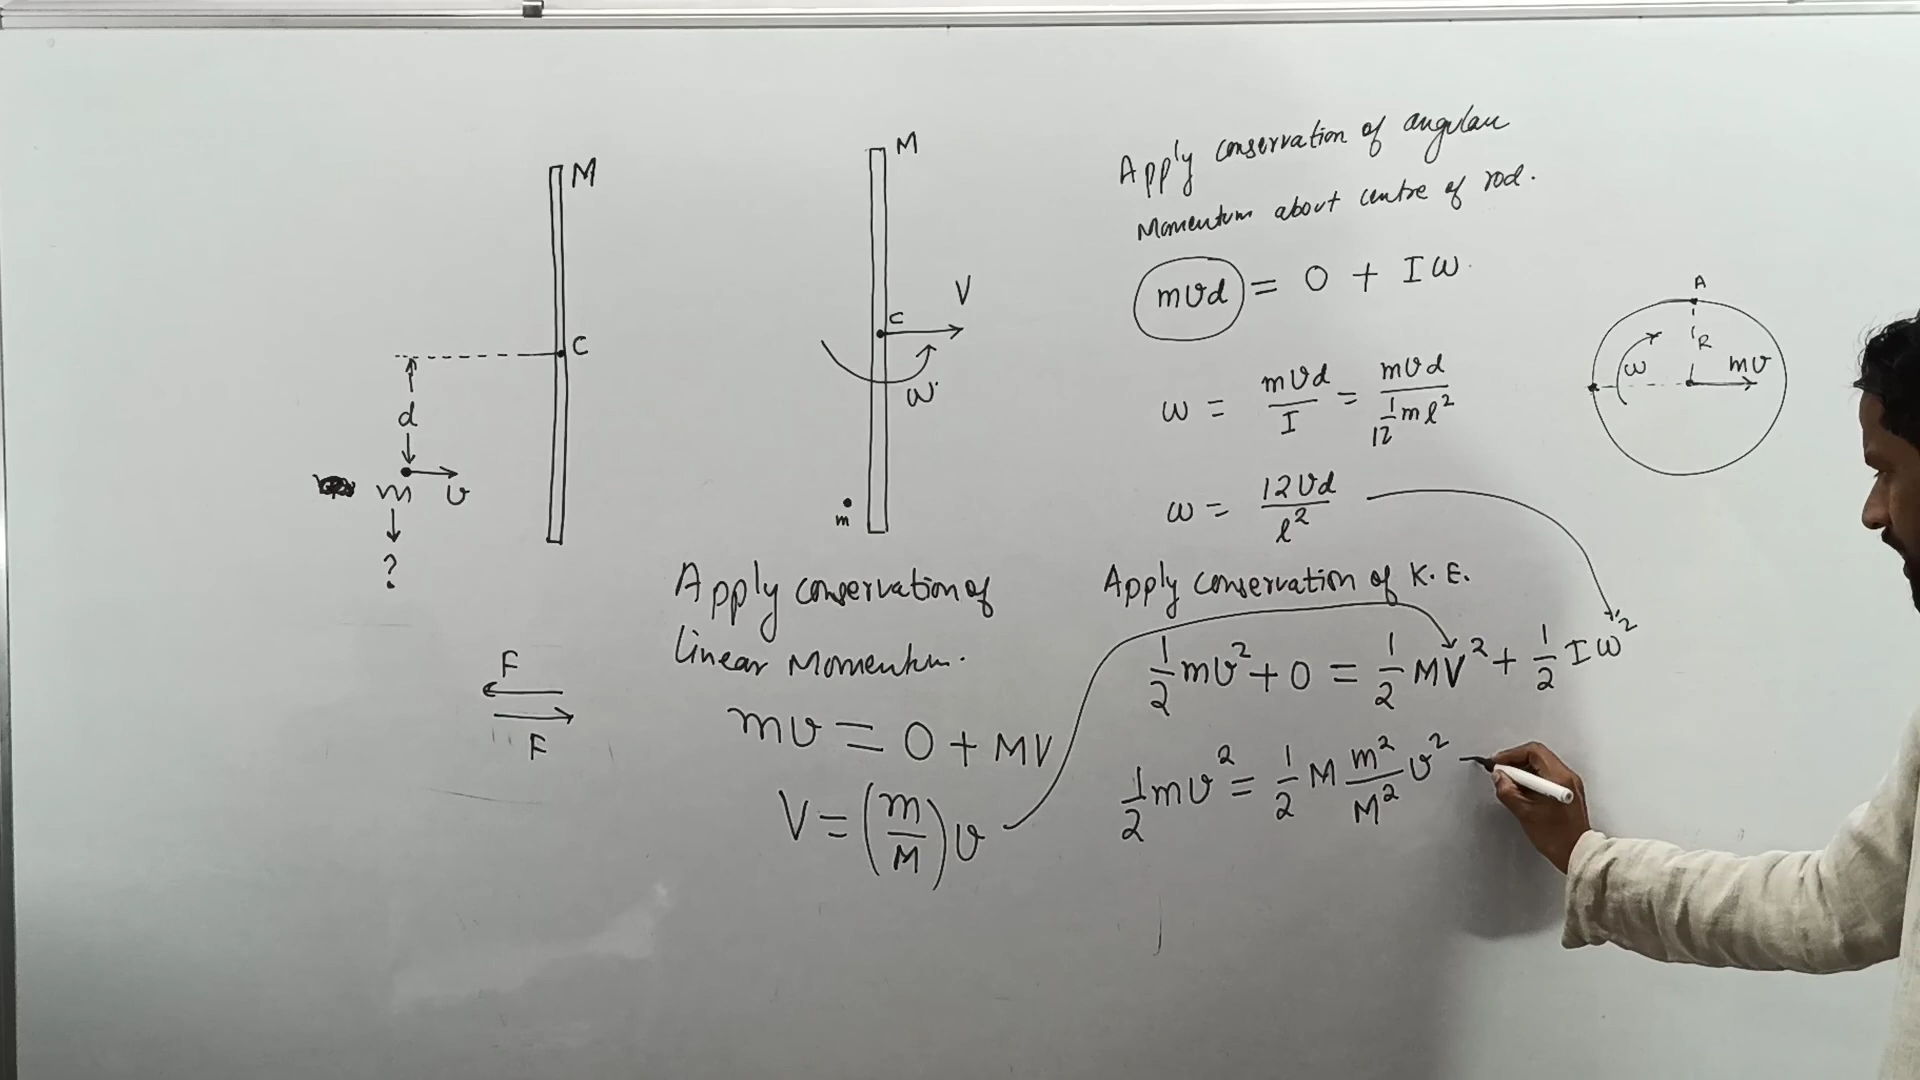 M
C
d
m v
?
F
F
M
V
C
ω
m
Apply conservation of
linear Momentum.
mv = 0 + MV
V = (m/M) v
Apply conservation of angular
Momentum about centre of rod.
mvd = 0 + Iω
ω = mvd/I = mvd/(1/12 ml²)
ω = 12vd/l²
Apply conservation of K.E.
1/2 mv² + 0 = 1/2 MV² + 1/2 Iω²
1/2 mv² = 1/2 M m²/M² v²
A
R
ω
mv